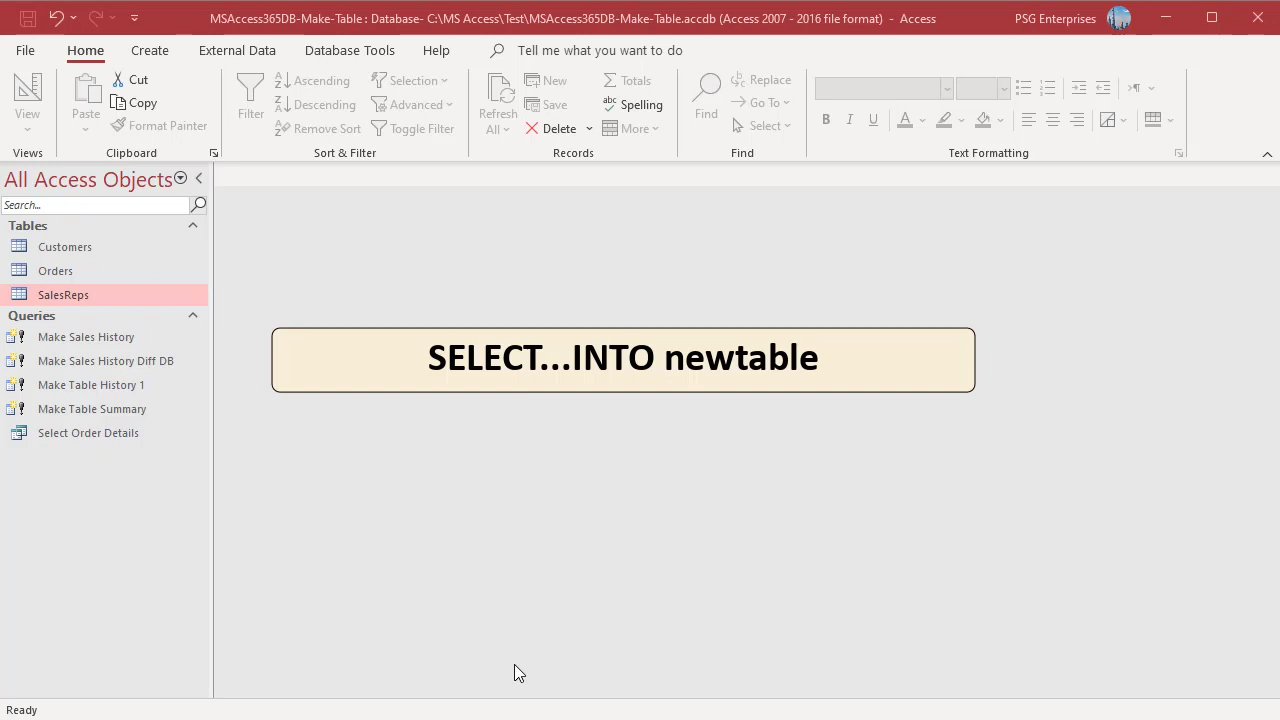 MSAccess365DB-Make-Table : Database- C:\MS Access\Test\MSAccess365DB-Make-Table.accdb (Access 2007 - 2016 file format) - Access
PSG Enterprises
File Home Create External Data Database Tools Help Tell me what you want to do
View
Views
Paste
Cut
Copy
Format Painter
Clipboard
Filter
Ascending
Descending
Remove Sort
Selection
Advanced
Toggle Filter
Sort & Filter
Refresh
All
New
Save
Delete
Totals
abc Spelling
More
Records
Find
Replace
Go To
Select
Find
B I U A
Text Formatting
All Access Objects
Search...
Tables
Customers
Orders
SalesReps
Queries
Make Sales History
Make Sales History Diff DB
Make Table History 1
Make Table Summary
Select Order Details
SELECT...INTO newtable
Ready